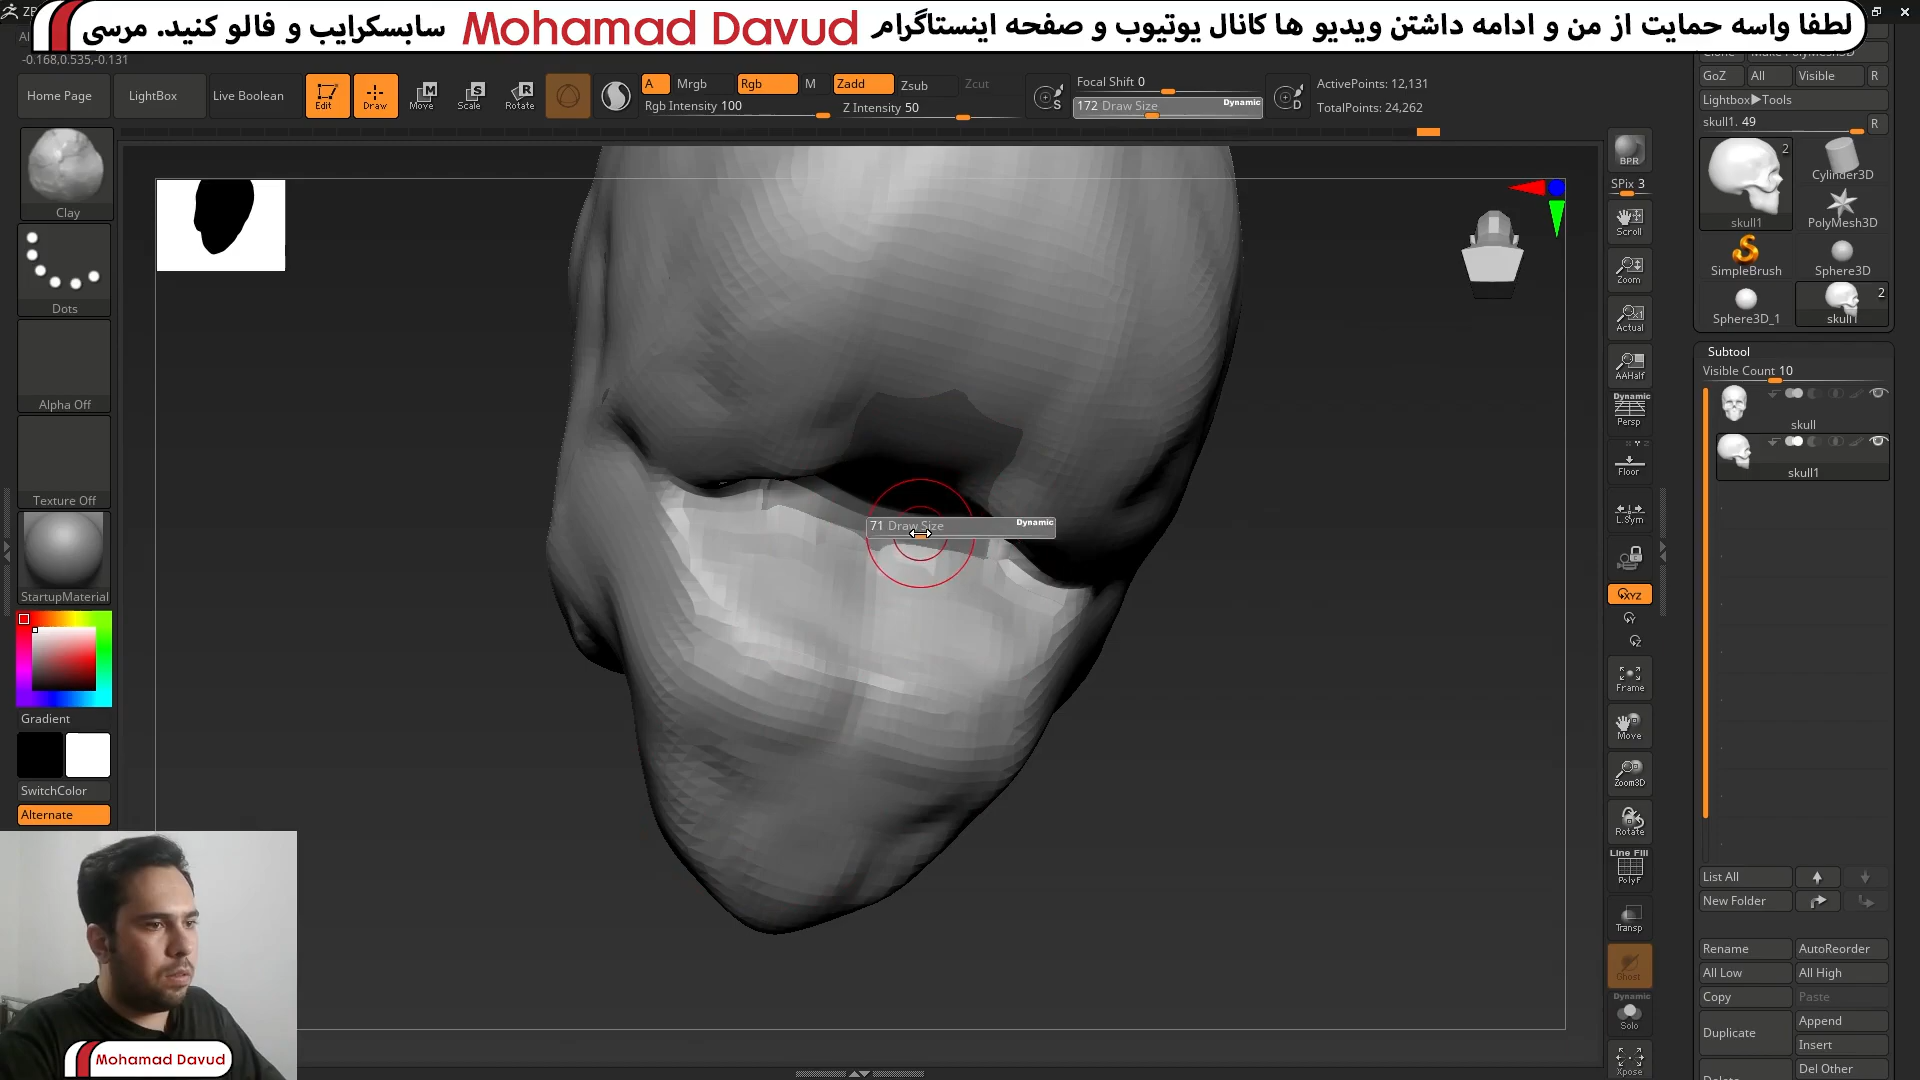 لطفا واسه حمایت از من و ادامه داشتن ویدیو ها کانال یوتیوب و صفحه اینستاگرام Mohamad Davud سابسکرایب و فالو کنید. مرسی
-0.168,0.535,-0.131
Home Page
LightBox
Live Boolean
Edit
Draw
Move
Scale
Rotate
A
Mrgb
Rgb
M
Zadd
Zsub
Zcut
Rgb Intensity 100
Z Intensity 50
Focal Shift 0
172 Draw Size
Dynamic
ActivePoints: 12,131
TotalPoints: 24,262
GoZ
All
Visible
R
Lightbox▶Tools
skull1. 49
R
2
skull1
Cylinder3D
PolyMesh3D
SimpleBrush
Sphere3D
Sphere3D_1
2
skull1
Subtool
Visible Count 10
skull
skull1
List All
New Folder
Rename
AutoReorder
All Low
All High
Copy
Paste
Duplicate
Append
Insert
Del Other
Clay
Dots
Alpha Off
Texture Off
StartupMaterial
Gradient
SwitchColor
Alternate
71 Draw Size
Dynamic
BPR
SPix 3
Scroll
Zoom
Actual
AAHalf
Dynamic
Persp
Floor
L.Sym
XYZ
Frame
Move
Zoom3D
Rotate
Line Fill
PolyF
Transp
Ghost
Dynamic
Solo
Xpose
Mohamad Davud